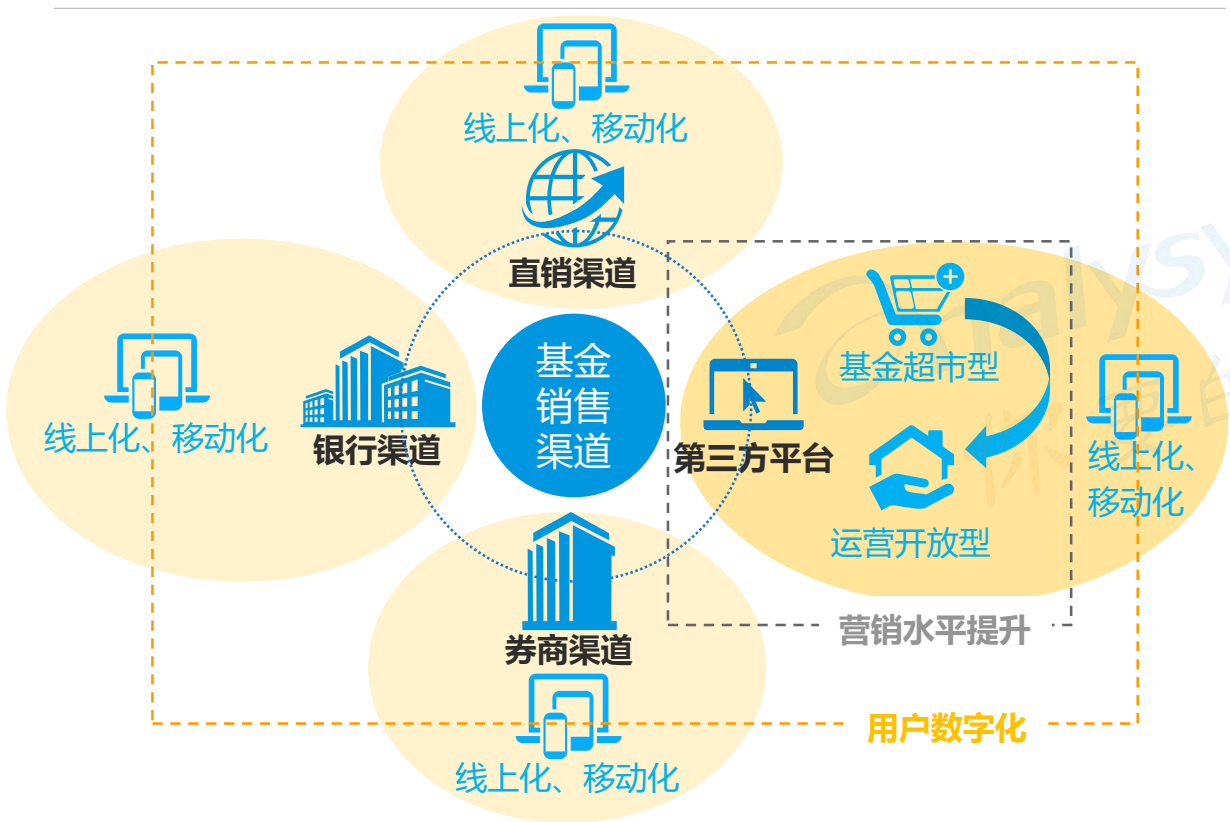 线上化、移动化
直销渠道
线上化、移动化
银行渠道
基金
销售
渠道
第三方平台
基金超市型
运营开放型
线上化、
移动化
营销水平提升
券商渠道
用户数字化
线上化、移动化